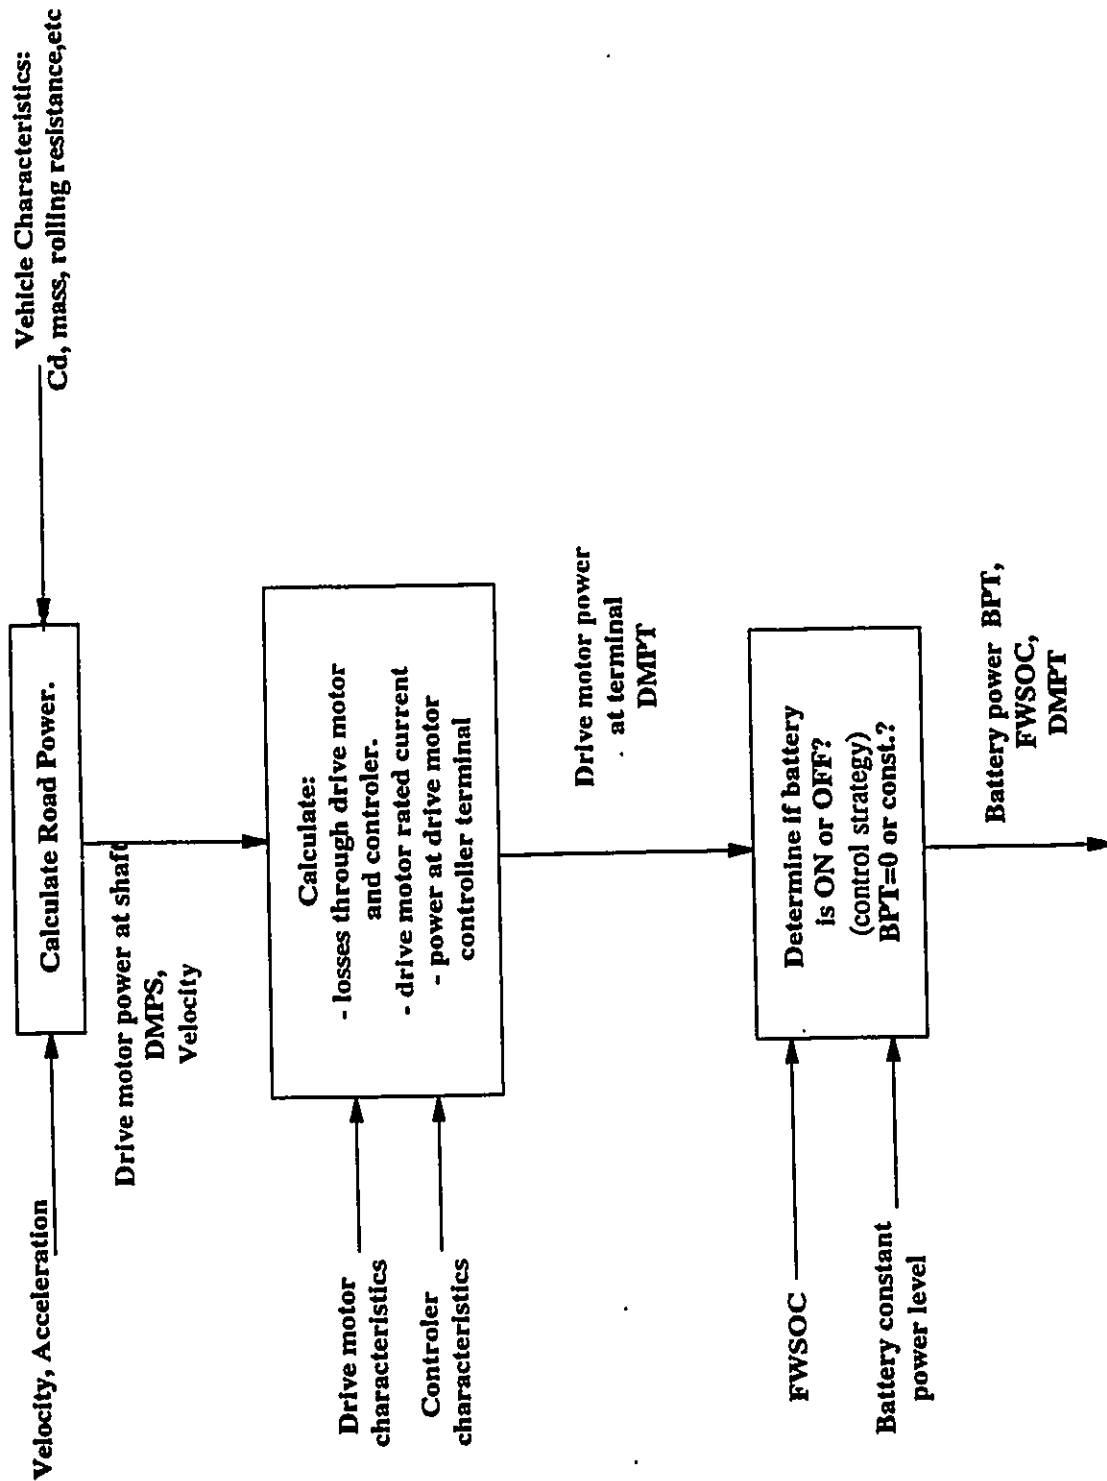 Velocity, Acceleration
Calculate Road Power.
Vehicle Characteristics:
Cd, mass, rolling resistance,etc
Drive motor power at shaft
DMPS,
Velocity
Drive motor
characteristics
Controler
characteristics
Calculate:
- losses through drive motor
and controler.
- drive motor rated current
- power at drive motor
controller terminal
Drive motor power
at terminal
DMPT
FWSOC
Battery constant
power level
Determine if battery
is ON or OFF?
(control strategy)
BPT=0 or const.?
Battery power BPT,
FWSOC,
DMPT